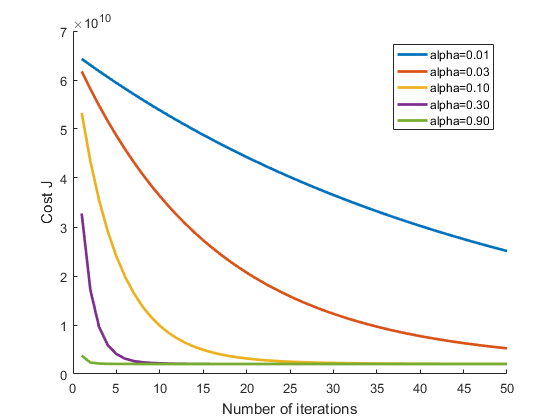 ×10^10
7
6
5
4
3
2
1
0
Cost J
0 5 10 15 20 25 30 35 40 45 50
Number of iterations
alpha=0.01
alpha=0.03
alpha=0.10
alpha=0.30
alpha=0.90